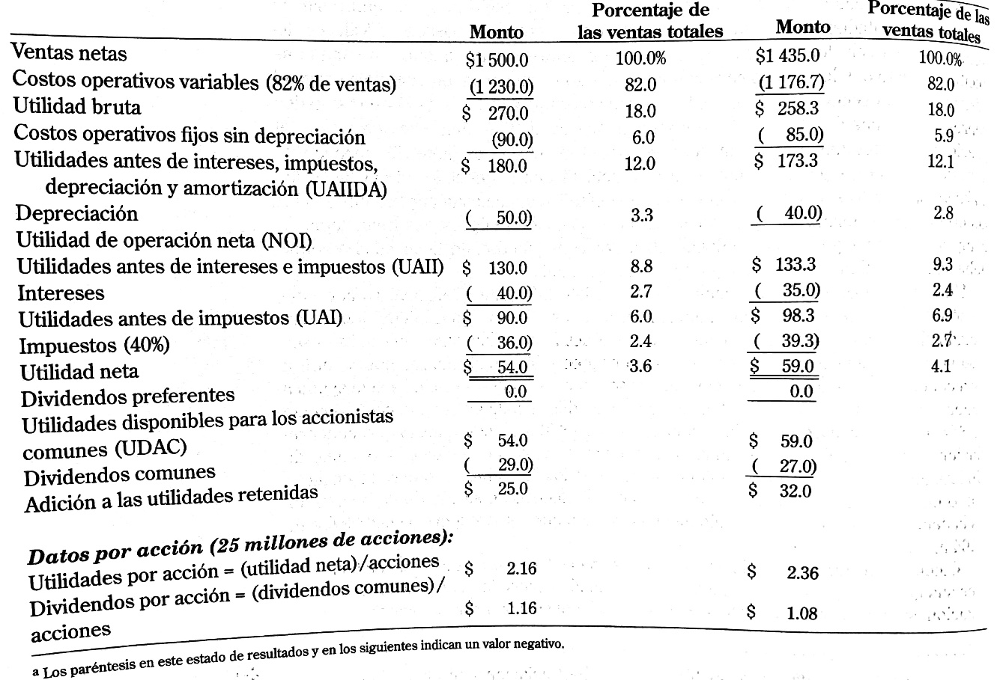 Porcentaje de Porcentaje de las
Monto las ventas totales Monto ventas totales
Ventas netas $1 500.0 100.0% $1 435.0 100.0%
Costos operativos variables (82% de ventas) (1 230.0) 82.0 (1 176.7) 82.0
Utilidad bruta $ 270.0 18.0 $ 258.3 18.0
Costos operativos fijos sin depreciación (90.0) 6.0 ( 85.0) 5.9
Utilidades antes de intereses, impuestos, $ 180.0 12.0 $ 173.3 12.1
depreciación y amortización (UAIIDA)
Depreciación ( 50.0) 3.3 ( 40.0) 2.8
Utilidad de operación neta (NOI)
Utilidades antes de intereses e impuestos (UAII) $ 130.0 8.8 $ 133.3 9.3
Intereses ( 40.0) 2.7 ( 35.0) 2.4
Utilidades antes de impuestos (UAI) $ 90.0 6.0 $ 98.3 6.9
Impuestos (40%) ( 36.0) 2.4 ( 39.3) 2.7
Utilidad neta $ 54.0 3.6 $ 59.0 4.1
Dividendos preferentes 0.0 0.0
Utilidades disponibles para los accionistas
comunes (UDAC) $ 54.0 $ 59.0
Dividendos comunes ( 29.0) ( 27.0)
Adición a las utilidades retenidas $ 25.0 $ 32.0
Datos por acción (25 millones de acciones):
Utilidades por acción = (utilidad neta)/acciones $ 2.16 $ 2.36
Dividendos por acción = (dividendos comunes)/
acciones $ 1.16 $ 1.08
a Los paréntesis en este estado de resultados y en los siguientes indican un valor negativo.